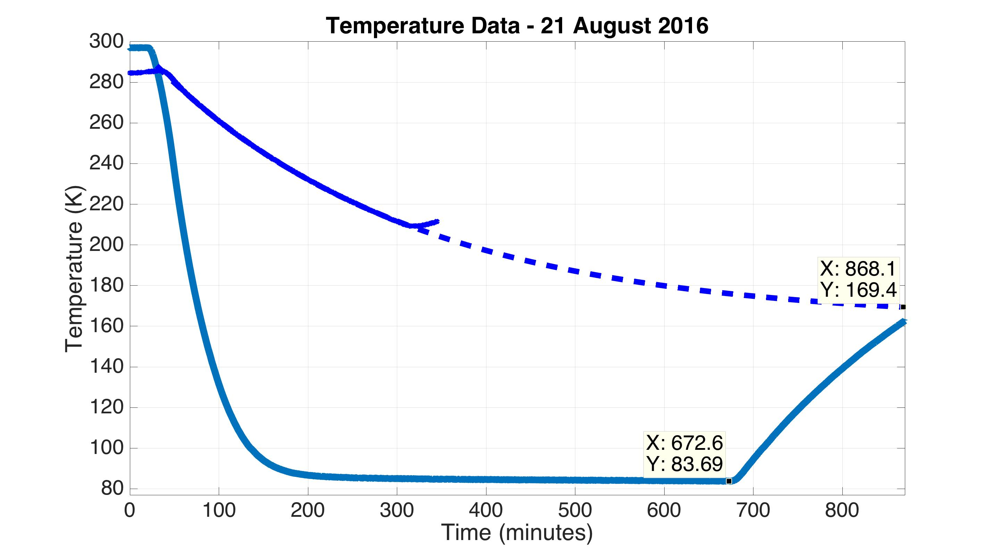 Temperature Data - 21 August 2016
300
280
260
240
220
200
180
160
140
120
100
80
Temperature (K)
X: 868.1
Y: 169.4
X: 672.6
Y: 83.69
0 100 200 300 400 500 600 700 800
Time (minutes)